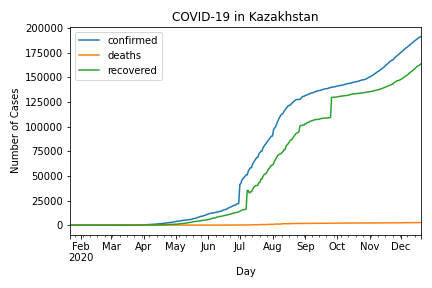 COVID-19 in Kazakhstan
confirmed
deaths
recovered
Number of Cases
200000
175000
150000
125000
100000
75000
50000
25000
0
Feb Mar Apr May Jun Jul Aug Sep Oct Nov Dec
2020
Day